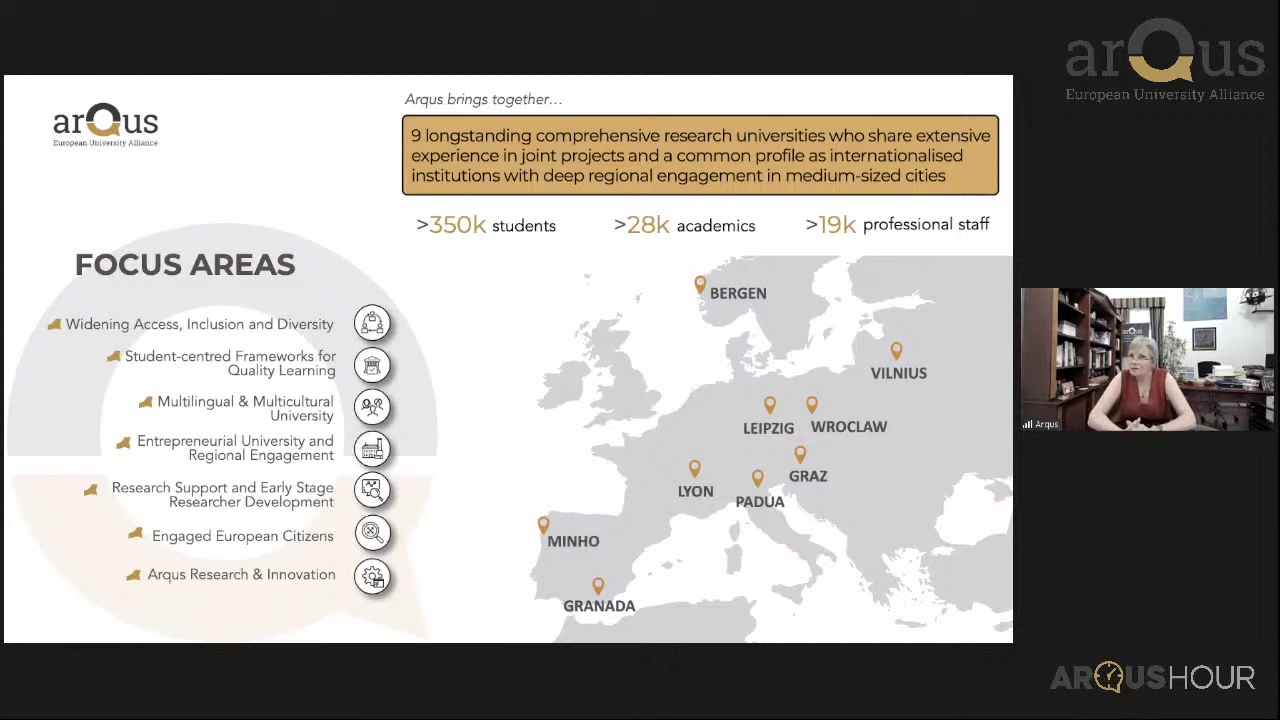 arQus
European University Alliance
Arqus brings together...
9 longstanding comprehensive research universities who share extensive
experience in joint projects and a common profile as internationalised
institutions with deep regional engagement in medium-sized cities
>350k students
>28k academics
>19k professional staff
FOCUS AREAS
Widening Access, Inclusion and Diversity
Student-centred Frameworks for
Quality Learning
Multilingual & Multicultural
University
Entrepreneurial University and
Regional Engagement
Research Support and Early Stage
Researcher Development
Engaged European Citizens
Arqus Research & Innovation
BERGEN
VILNIUS
LEIPZIG
WROCLAW
GRAZ
LYON
PADUA
MINHO
GRANADA
arQus
European University Alliance
arQus
Arqus
ARQUSHOUR